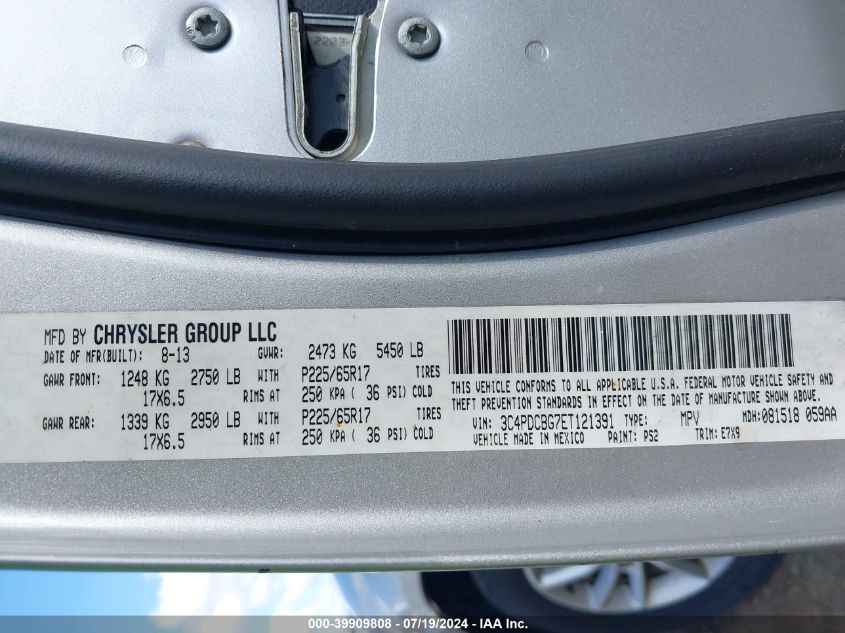 2203
MFD BY CHRYSLER GROUP LLC
DATE OF MFR(BUILT): 8-13 GVWR: 2473 KG 5450 LB
GAWR FRONT: 1248 KG 2750 LB WITH P225/65R17 TIRES
17X6.5 RIMS AT 250 KPA ( 36 PSI) COLD
GAWR REAR: 1339 KG 2950 LB WITH P225/65R17 TIRES
17X6.5 RIMS AT 250 KPA ( 36 PSI) COLD
THIS VEHICLE CONFORMS TO ALL APPLICABLE U.S.A. FEDERAL MOTOR VEHICLE SAFETY AND
THEFT PREVENTION STANDARDS IN EFFECT ON THE DATE OF MANUFACTURE SHOWN ABOVE.
VIN: 3C4PDCBG7ET121391 TYPE: MPV MDH:081518 059AA
VEHICLE MADE IN MEXICO PAINT: PS2 TRIM: E7X9
000-39909808 - 07/19/2024 - IAA Inc.